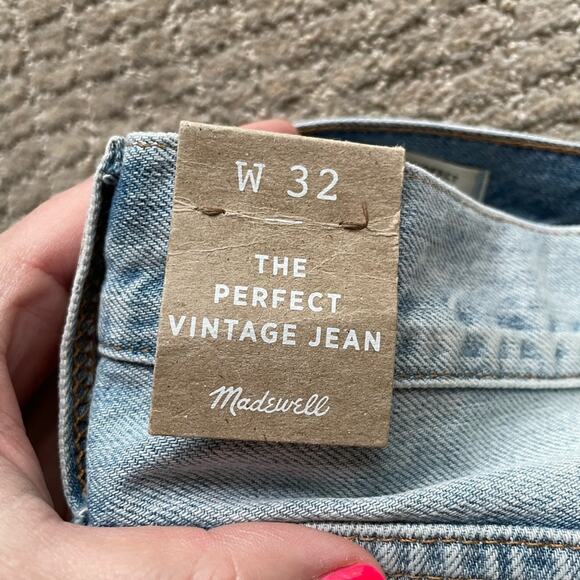 W 32
THE
PERFECT
VINTAGE JEAN
Madewell